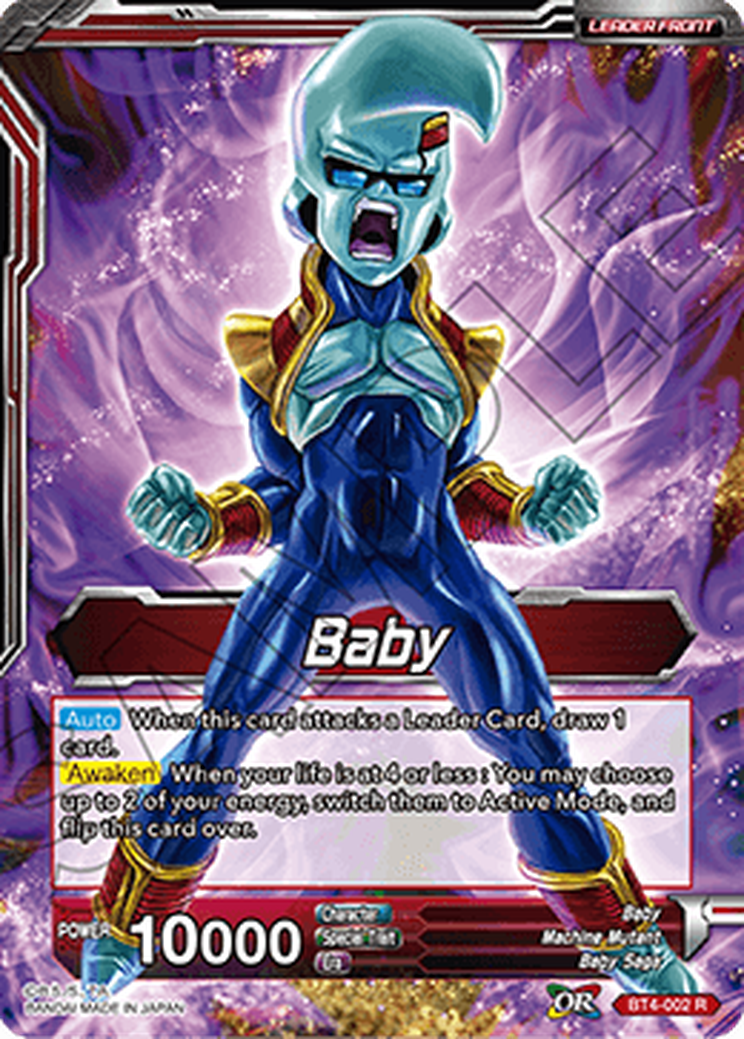 LEADER FRONT
SAMPLE
Baby
Auto When this card attacks a Leader Card, draw 1
card.
Awaken When your life is at 4 or less : You may choose
up to 2 of your energy, switch them to Active Mode, and
flip this card over.
POWER 10000
Character Baby
Special Trait Machine Mutant
Era Baby Saga
BANDAI MADE IN JAPAN
OR
BT4-002 R